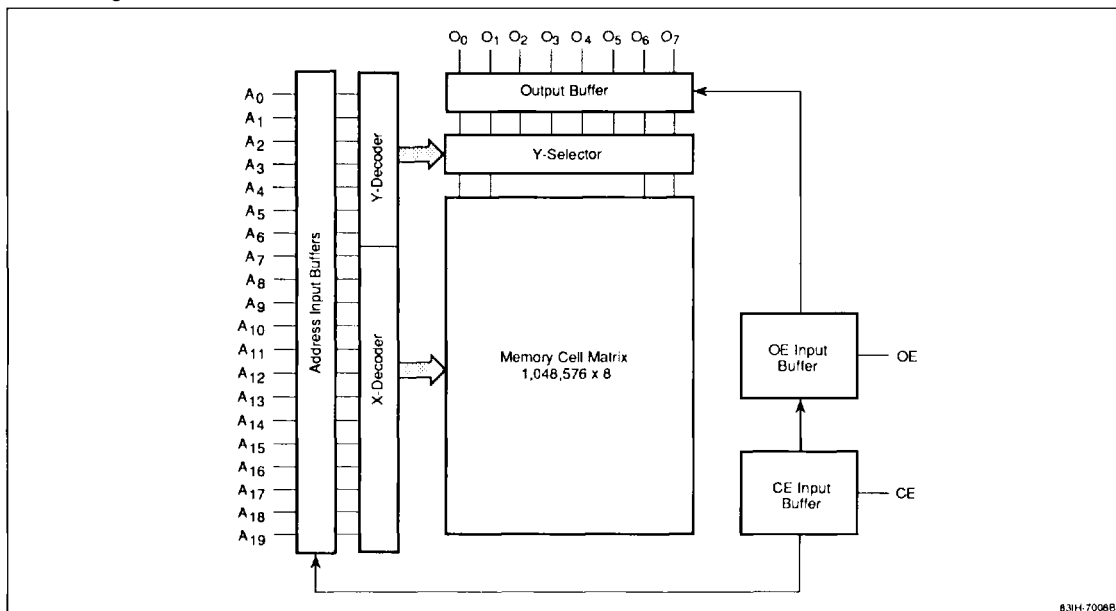 O0 O1 O2 O3 O4 O5 O6 O7
Output Buffer
Y-Selector
A0
A1
A2
A3
A4
A5
A6
A7
A8
A9
A10
A11
A12
A13
A14
A15
A16
A17
A18
A19
Address Input Buffers
Y-Decoder
X-Decoder
Memory Cell Matrix
1,048,576 x 8
OE Input
Buffer
OE
CE Input
Buffer
CE
83IH-7098B